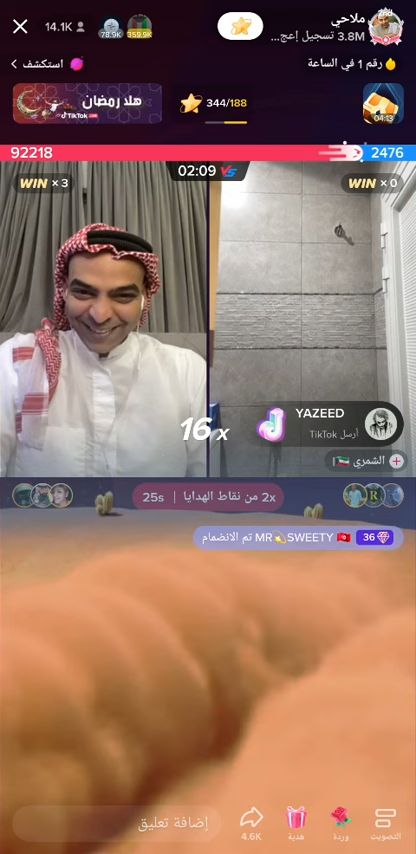 ملاحي
3.8M تسجيل إعج...
14.1K
78.9K
359.9K
رقم 1 في الساعة
استكشف
04:13
344/188
هلا رمضان
TikTok LIVE
92218
2476
02:09 VS
WIN × 3
WIN × 0
16 x
YAZEED
أرسل TikTok
الشمري
2x من نقاط الهدايا | 25s
R
36 MR SWEETY تم الانضمام
إضافة تعليق
4.6K
هدية
وردة
التصويت